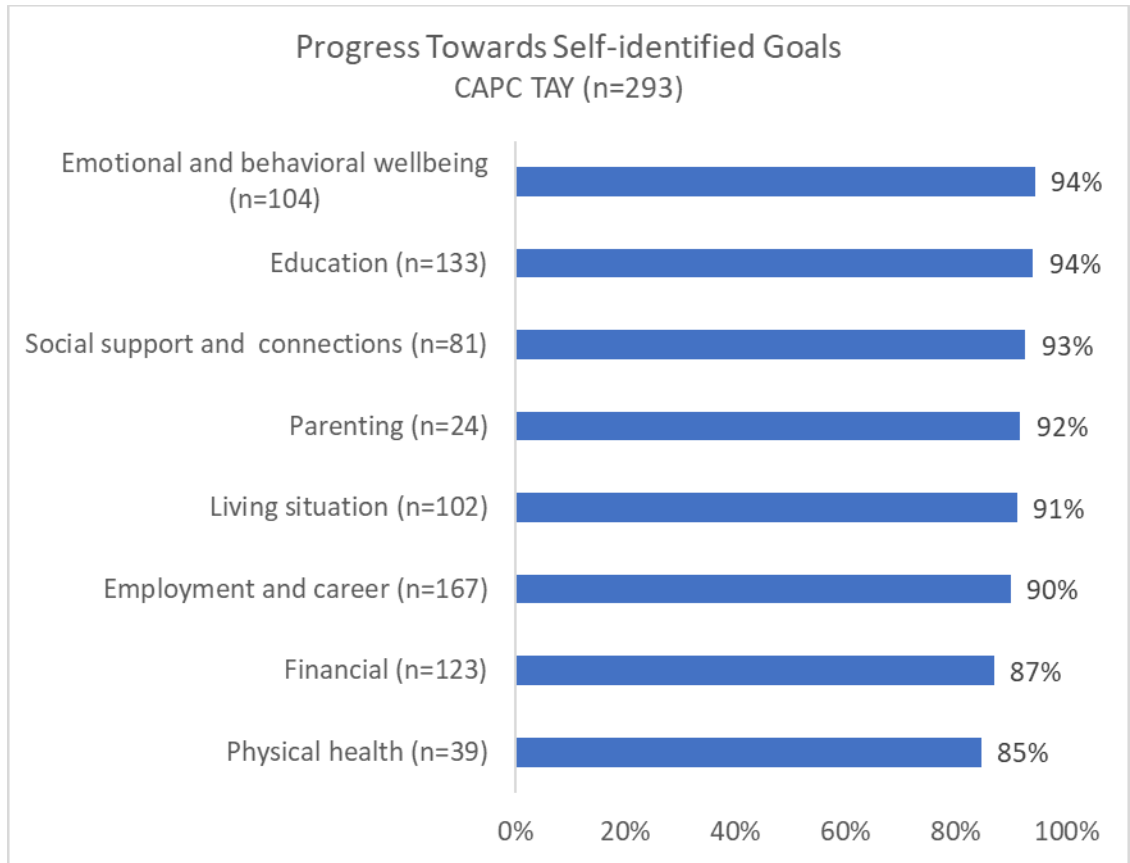 Progress Towards Self-identified Goals
CAPC TAY (n=293)
Emotional and behavioral wellbeing
(n=104)
94%
Education (n=133)
94%
Social support and  connections (n=81)
93%
Parenting (n=24)
92%
Living situation (n=102)
91%
Employment and career (n=167)
90%
Financial (n=123)
87%
Physical health (n=39)
85%
0% 20% 40% 60% 80% 100%